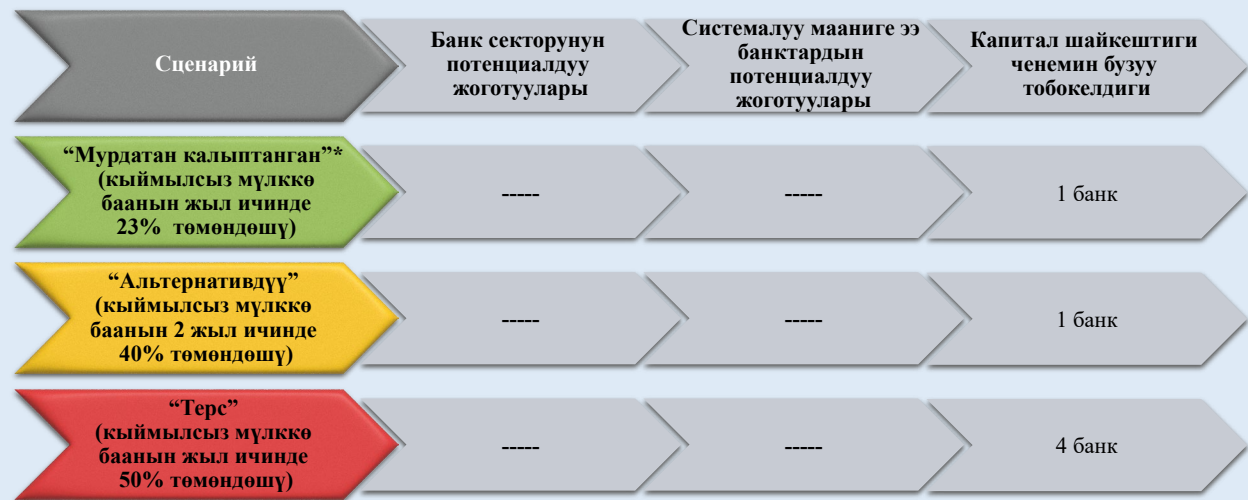 Сценарий
Банк секторунун
потенциалдуу
жоготуулары
Системалуу мааниге ээ
банктардын
потенциалдуу
жоготуулары
Капитал шайкештиги
ченемин бузуу
тобокелдиги
“Мурдатан калыптанган”*
(кыймылсыз мүлккө
баанын жыл ичинде
23% төмөндөшү)
-----
-----
1 банк
“Альтернативдүү”
(кыймылсыз мүлккө
баанын 2 жыл ичинде
40% төмөндөшү)
-----
-----
1 банк
“Терс”
(кыймылсыз мүлккө
баанын жыл ичинде
50% төмөндөшү)
-----
-----
4 банк